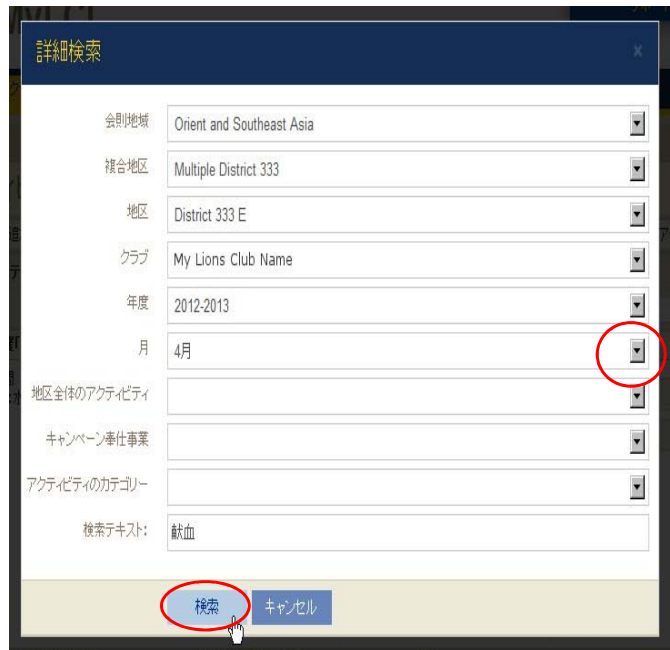 詳細検索
会則地域 Orient and Southeast Asia
複合地区 Multiple District 333
地区 District 333 E
クラブ My Lions Club Name
年度 2012-2013
月 4月
地区全体のアクティビティ
キャンペーン奉仕事業
アクティビティのカテゴリー
検索テキスト: 献血
検索 キャンセル